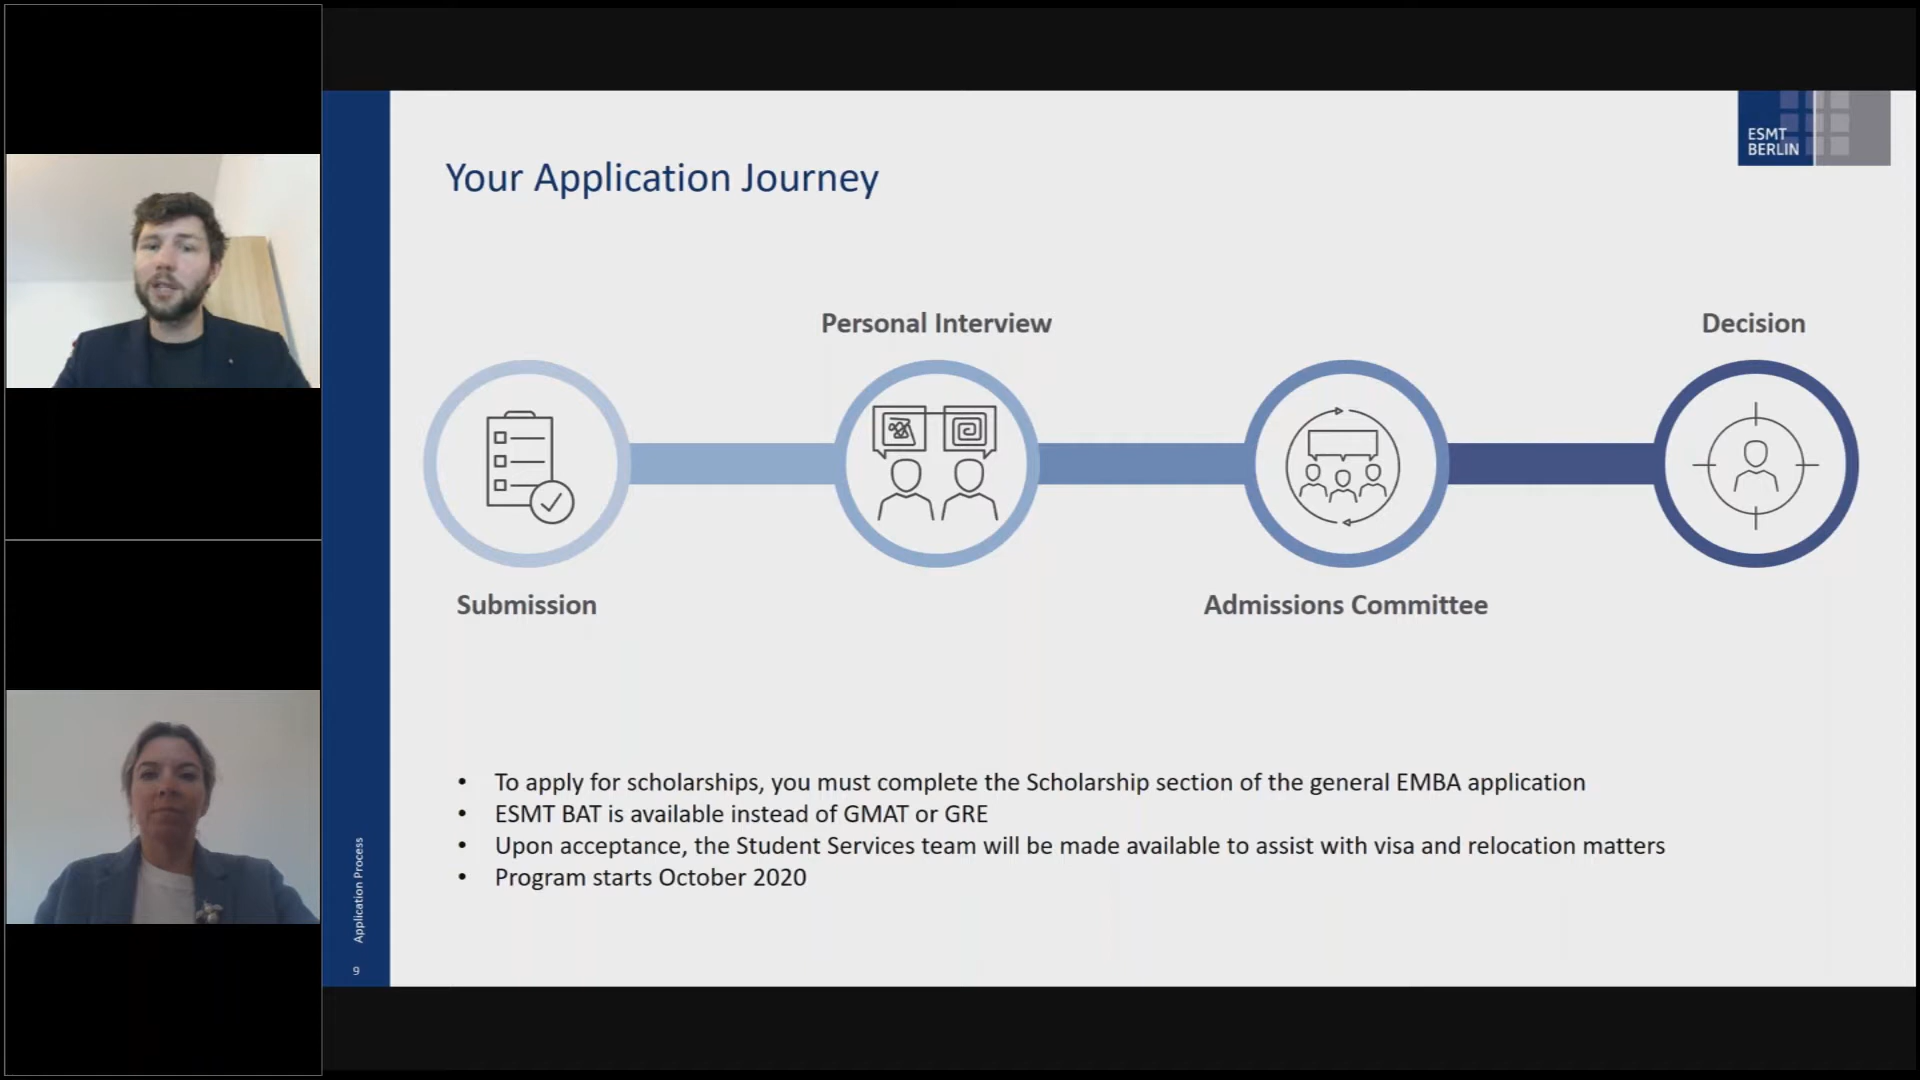 ESMT
BERLIN
Your Application Journey
Personal Interview
Decision
Submission
Admissions Committee
• To apply for scholarships, you must complete the Scholarship section of the general EMBA application
• ESMT BAT is available instead of GMAT or GRE
• Upon acceptance, the Student Services team will be made available to assist with visa and relocation matters
• Program starts October 2020
Application Process
9